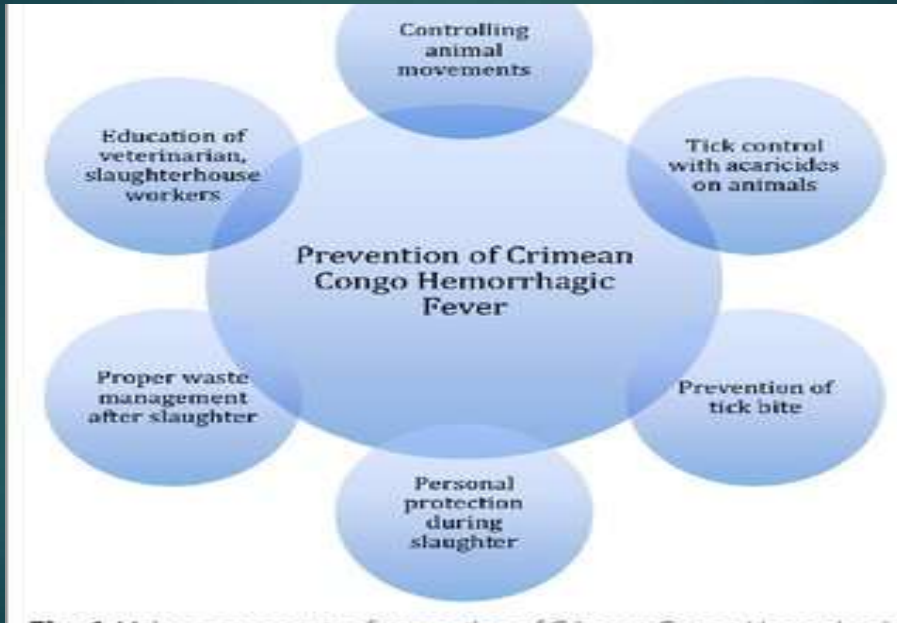 Controlling
animal
movements
Education of
veterinarian,
slaughterhouse
workers
Tick control
with acaricides
on animals
Prevention of Crimean
Congo Hemorrhagic
Fever
Proper waste
management
after slaughter
Prevention of
tick bite
Personal
protection
during
slaughter